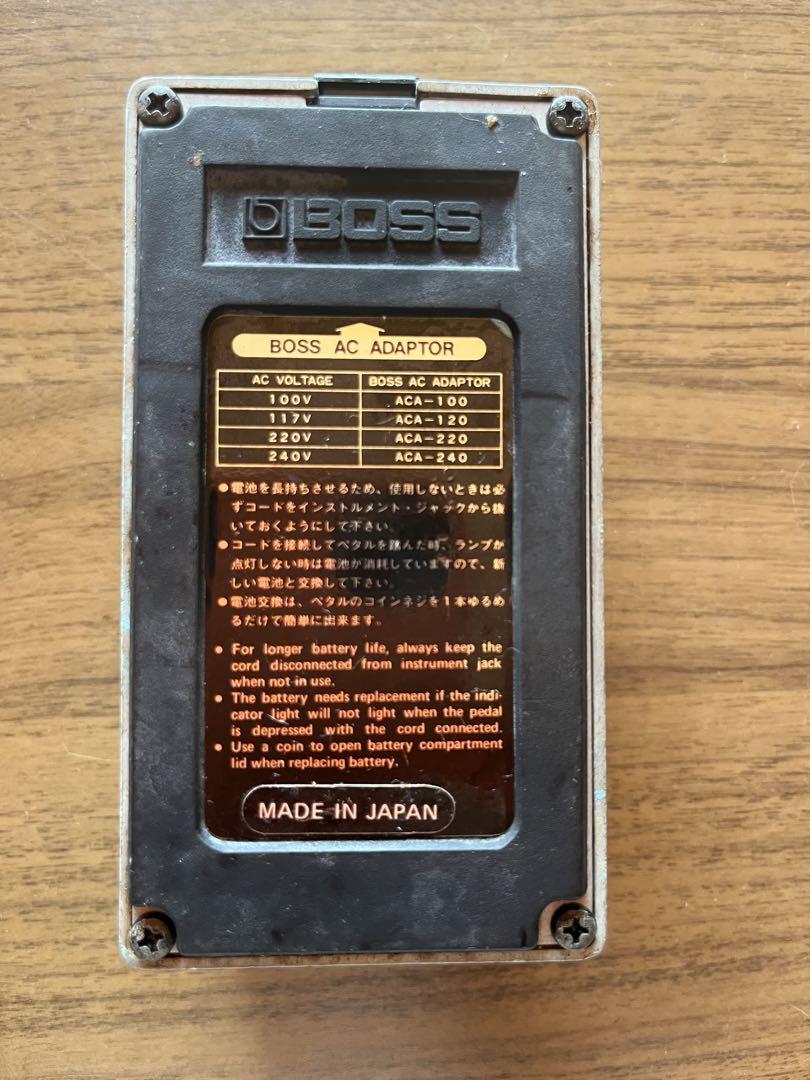 BOSS
BOSS AC ADAPTOR
AC VOLTAGE BOSS AC ADAPTOR
100V ACA-100
117V ACA-120
220V ACA-220
240V ACA-240
●電池を長持ちさせるため、使用しないときは必
ずコードをインストルメント・ジャックから抜
いておくようにして下さい。
●コードを接続してペタルを踏んだ時、ランプが
点灯しない時は電池が消耗していますので、新
しい電池と交換して下さい。
●電池交換は、ペタルのコインネジを1本ゆるめ
るだけで簡単に出来ます。
● For longer battery life, always keep the
cord disconnected from instrument jack
when not in use.
● The battery needs replacement if the indi-
cator light will not light when the pedal
is depressed with the cord connected.
● Use a coin to open battery compartment
lid when replacing battery.
MADE IN JAPAN